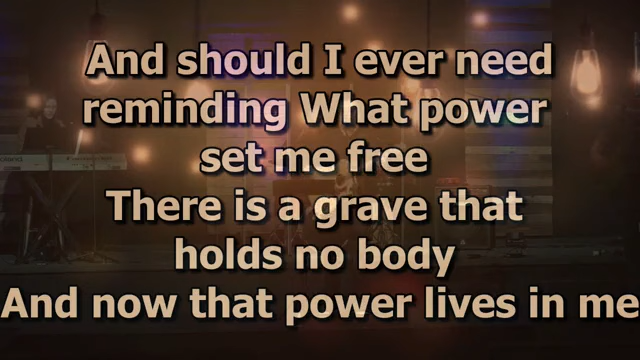 And should I ever need
reminding What power
set me free
There is a grave that
holds no body
And now that power lives in me